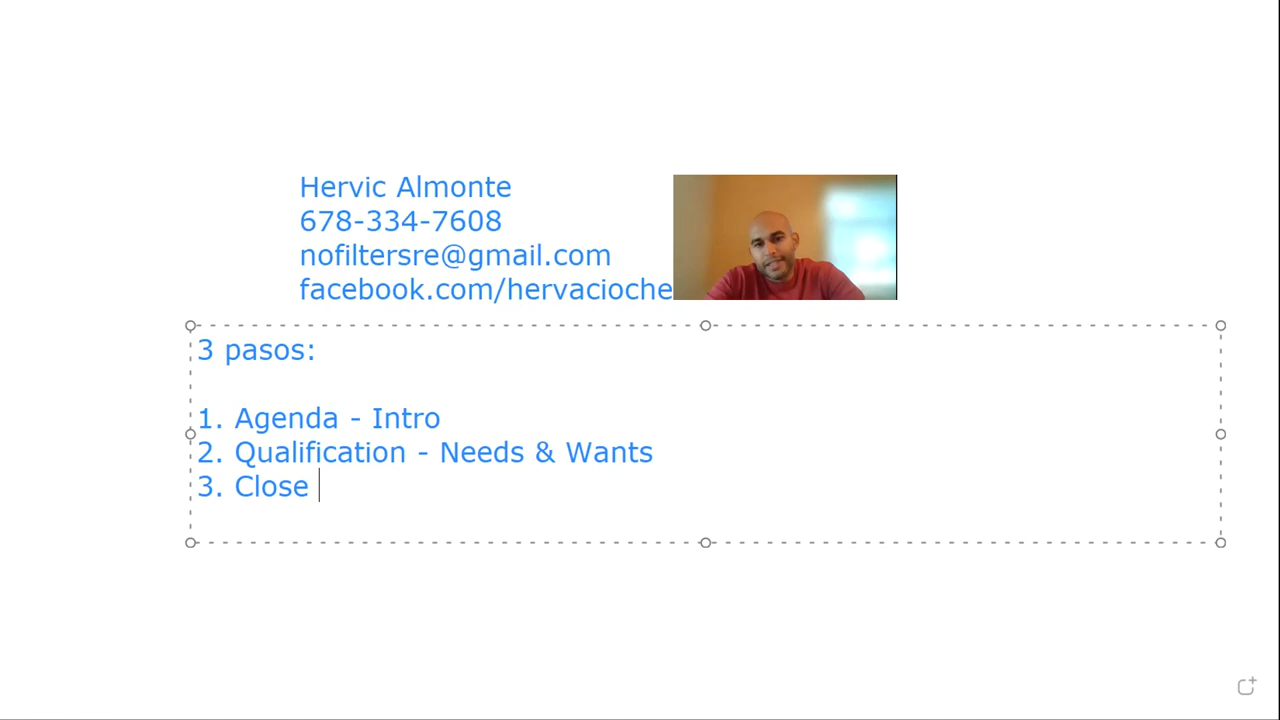 Hervic Almonte
678-334-7608
nofiltersre@gmail.com
facebook.com/hervacioche
3 pasos:
1. Agenda - Intro
2. Qualification - Needs & Wants
3. Close